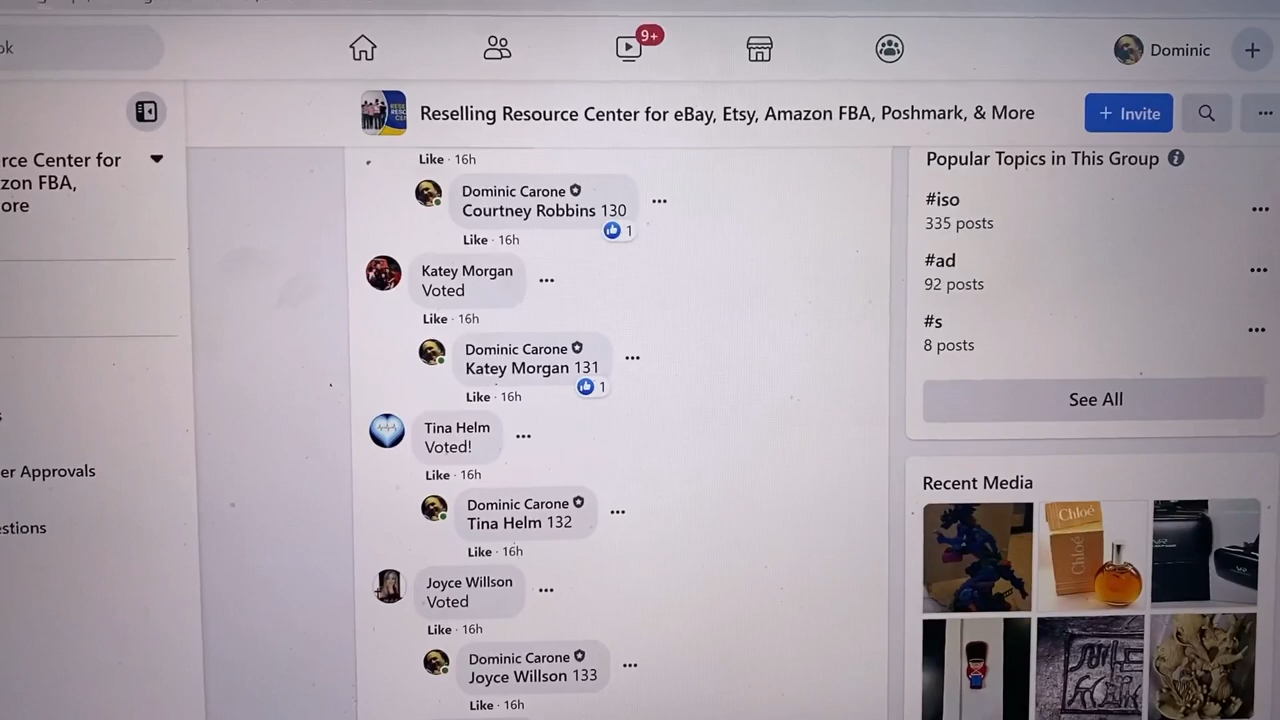 ok
9+
Dominic
Reselling Resource Center for eBay, Etsy, Amazon FBA, Poshmark, & More
+ Invite
rce Center for
zon FBA,
ore
er Approvals
estions
Like · 16h
Dominic Carone
Courtney Robbins 130
1
Like · 16h
Katey Morgan
Voted
Like · 16h
Dominic Carone
Katey Morgan 131
1
Like · 16h
Tina Helm
Voted!
Like · 16h
Dominic Carone
Tina Helm 132
Like · 16h
Joyce Willson
Voted
Like · 16h
Dominic Carone
Joyce Willson 133
Like · 16h
Popular Topics in This Group
#iso
335 posts
#ad
92 posts
#s
8 posts
See All
Recent Media
Chloé
Chloé